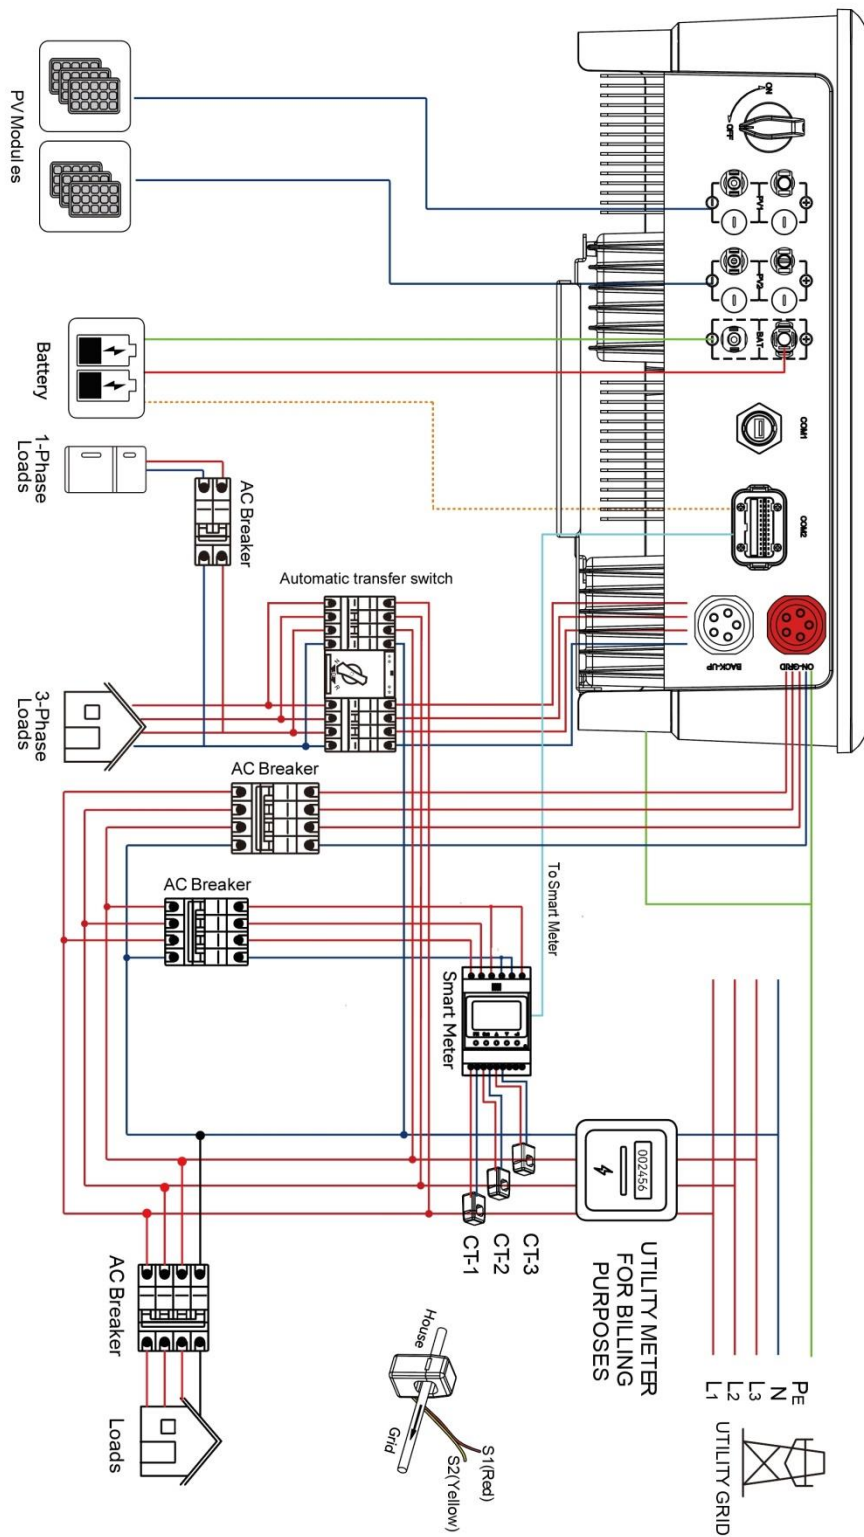 PV Modules
Battery
1-Phase
Loads
3-Phase
Loads
ON
OFF
PV1
PV2
BAT
COM1
COM2
BACK-UP
ON-GRID
AC Breaker
Automatic transfer switch
AC Breaker
AC Breaker
To Smart Meter
Smart Meter
CT-1
CT-2
CT-3
002456
UTILITY METER
FOR BILLING
PURPOSES
AC Breaker
Loads
House
Grid
S1(Red)
S2(Yellow)
PE
N
L3
L2
L1
UTILITY GRID